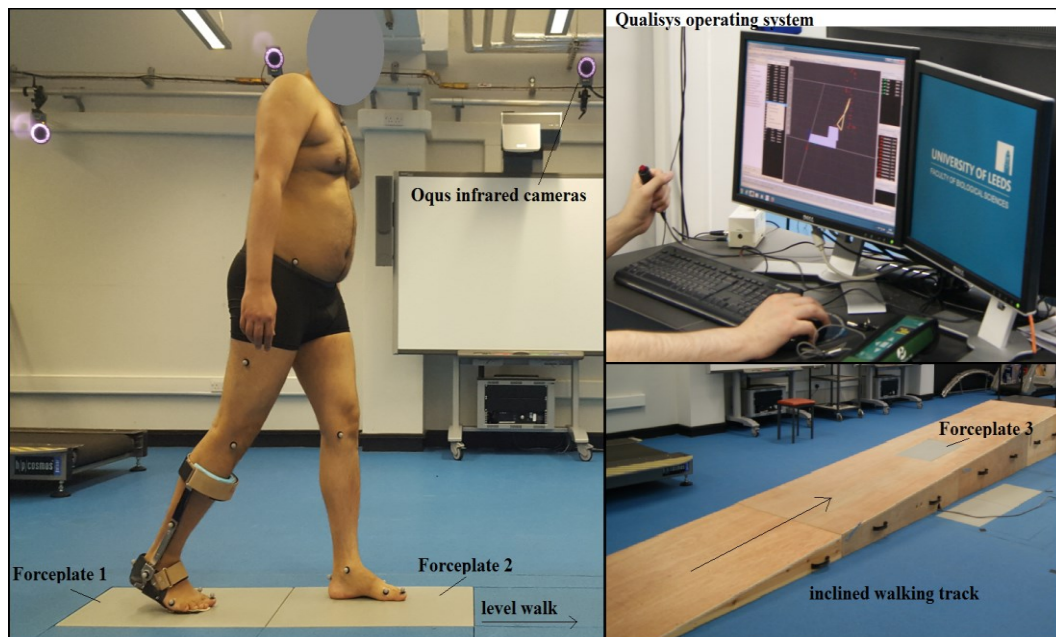 Oqus infrared cameras
Forceplate 1
Forceplate 2
level walk
h/p/cosmos
Qualisys operating system
UNIVERSITY OF LEEDS
FACULTY OF BIOLOGICAL SCIENCES
DELL
Forceplate 3
inclined walking track